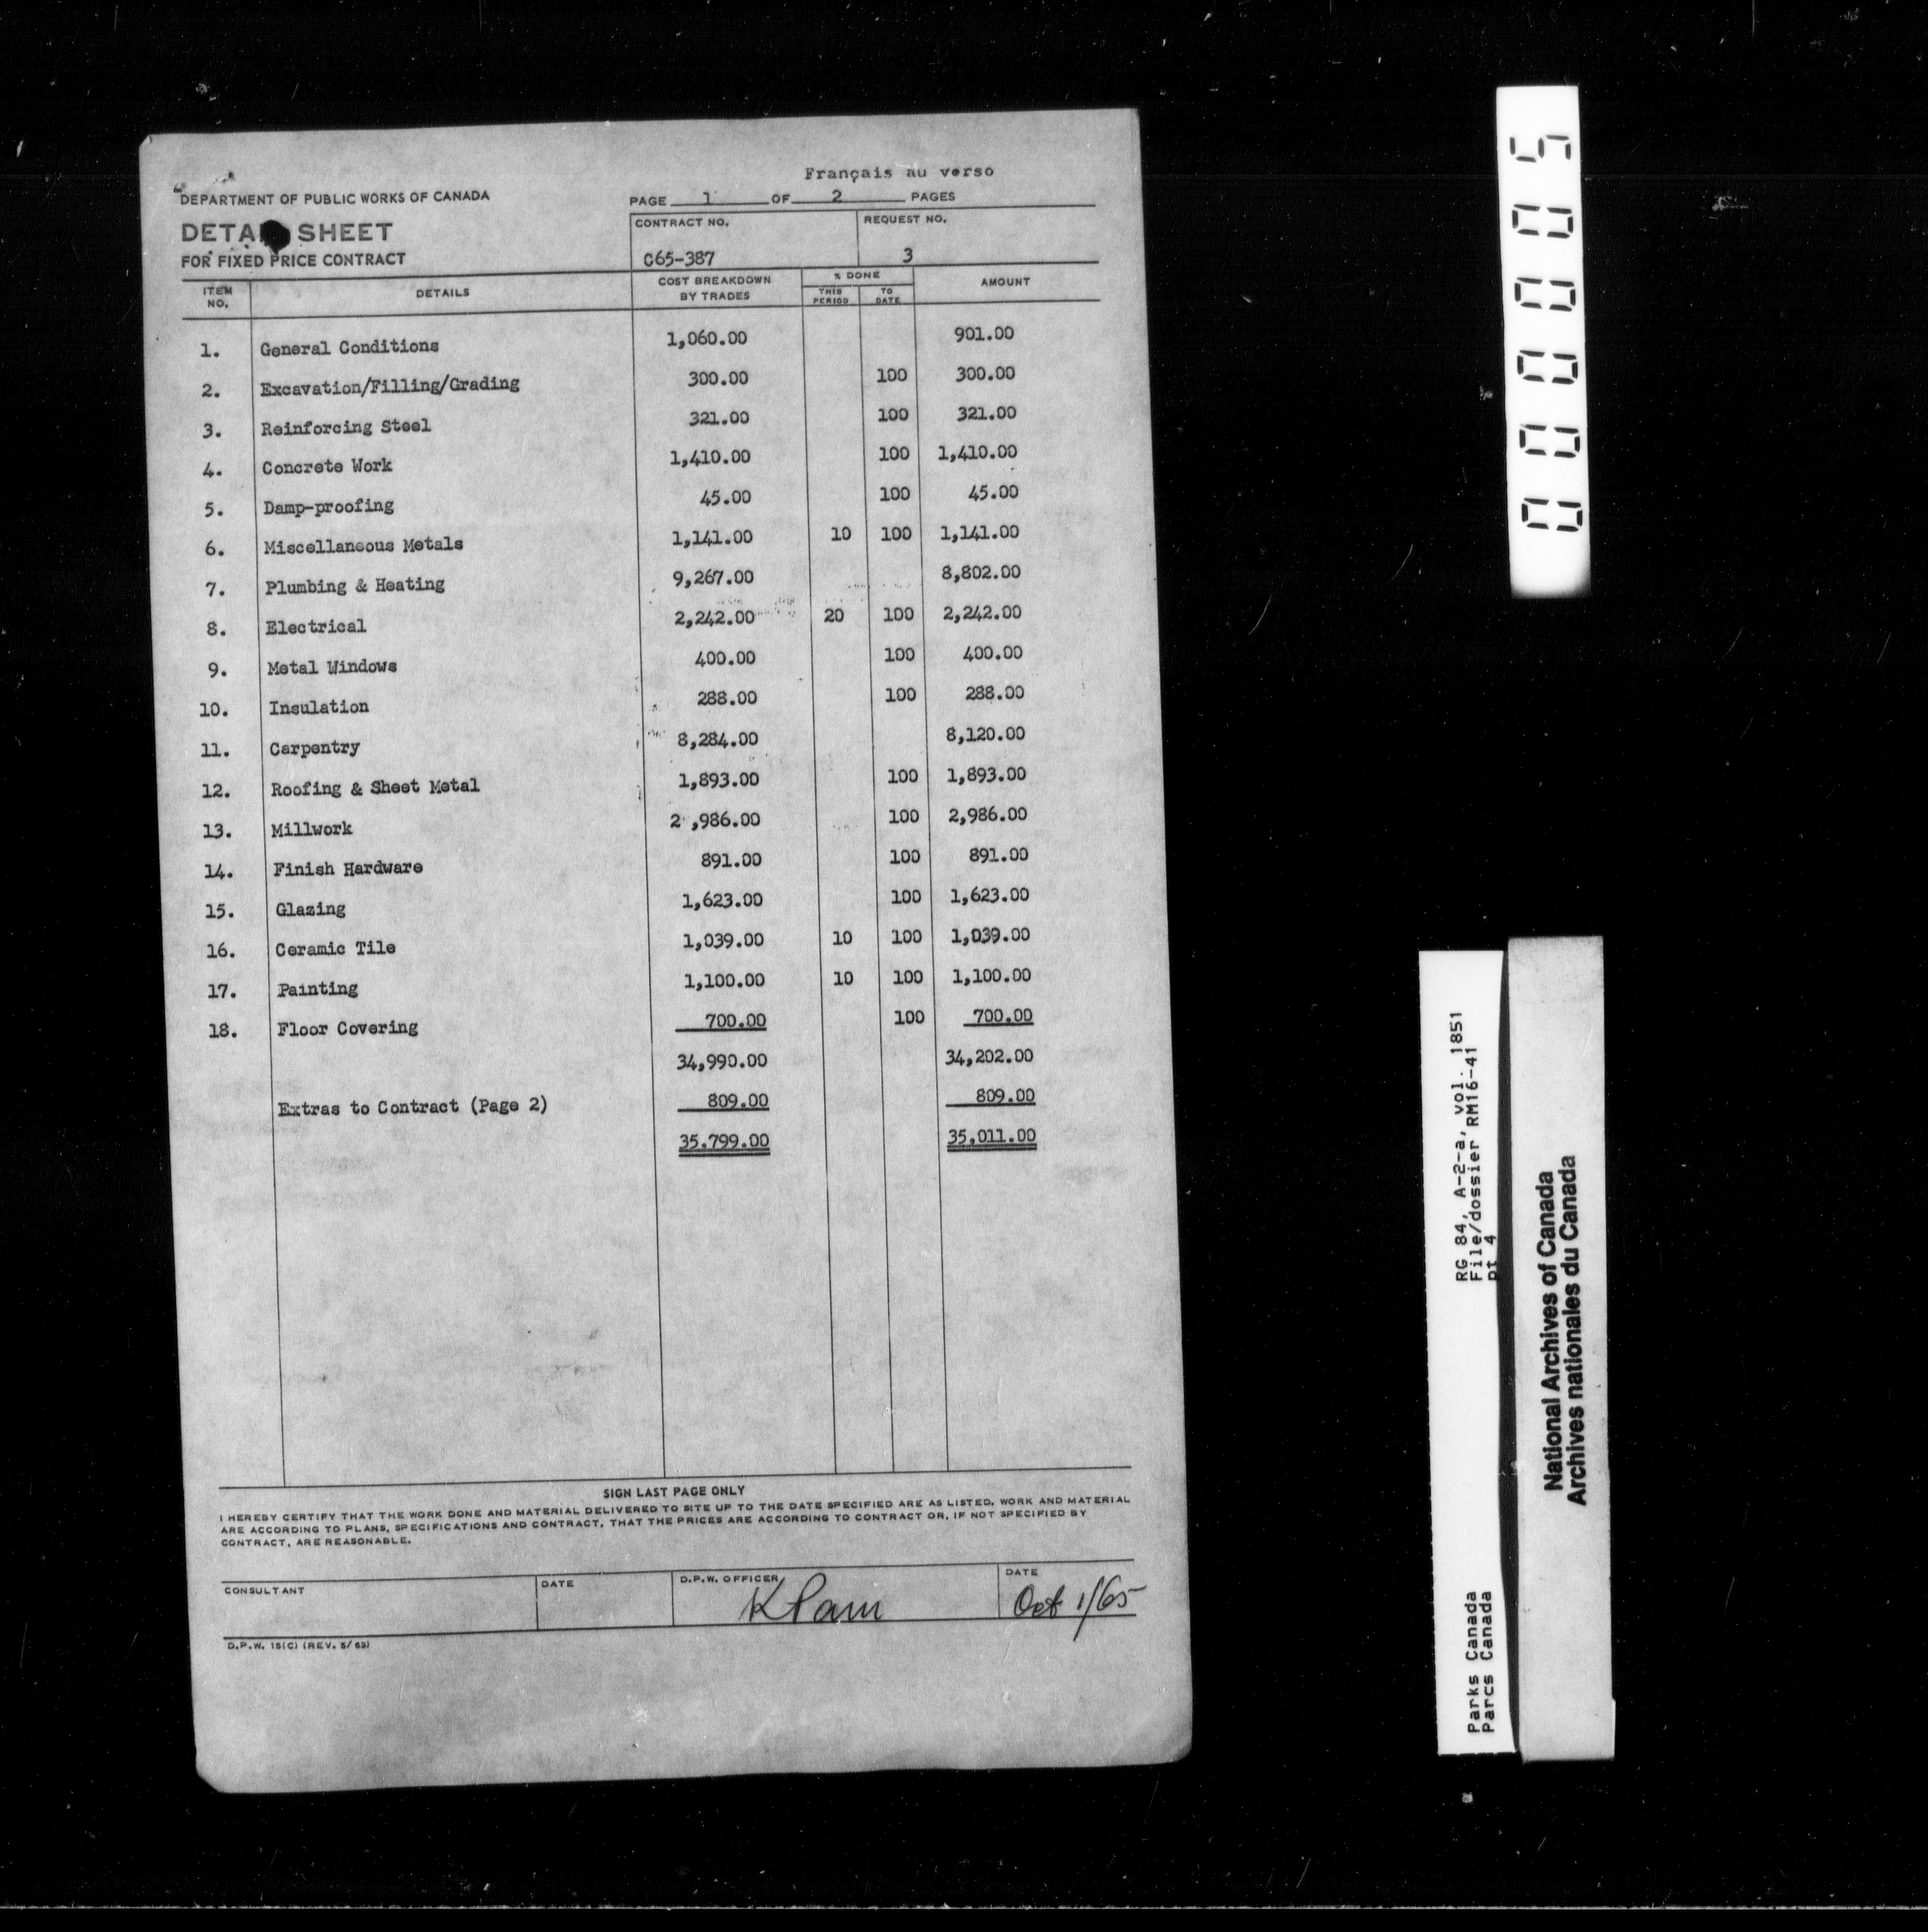 Français au verso
DEPARTMENT OF PUBLIC WORKS OF CANADA
PAGE 1 OF 2 PAGES
DETA SHEET
FOR FIXED PRICE CONTRACT
CONTRACT NO. REQUEST NO.
C65-387 3
ITEM NO. DETAILS COST BREAKDOWN BY TRADES % DONE THIS PERIOD TO DATE AMOUNT
1. General Conditions 1,060.00 901.00
2. Excavation/Filling/Grading 300.00 100 300.00
3. Reinforcing Steel 321.00 100 321.00
4. Concrete Work 1,410.00 100 1,410.00
5. Damp-proofing 45.00 100 45.00
6. Miscellaneous Metals 1,141.00 10 100 1,141.00
7. Plumbing & Heating 9,267.00 8,802.00
8. Electrical 2,242.00 20 100 2,242.00
9. Metal Windows 400.00 100 400.00
10. Insulation 288.00 100 288.00
11. Carpentry 8,284.00 8,120.00
12. Roofing & Sheet Metal 1,893.00 100 1,893.00
13. Millwork 2 ,986.00 100 2,986.00
14. Finish Hardware 891.00 100 891.00
15. Glazing 1,623.00 100 1,623.00
16. Ceramic Tile 1,039.00 10 100 1,039.00
17. Painting 1,100.00 10 100 1,100.00
18. Floor Covering 700.00 100 700.00
34,990.00 34,202.00
Extras to Contract (Page 2) 809.00 809.00
35.799.00 35,011.00
SIGN LAST PAGE ONLY
I HEREBY CERTIFY THAT THE WORK DONE AND MATERIAL DELIVERED TO SITE UP TO THE DATE SPECIFIED ARE AS LISTED, WORK AND MATERIAL
ARE ACCORDING TO PLANS, SPECIFICATIONS AND CONTRACT, THAT THE PRICES ARE ACCORDING TO CONTRACT OR, IF NOT SPECIFIED BY
CONTRACT, ARE REASONABLE.
CONSULTANT DATE D.P.W. OFFICER DATE
Oct 1/65
D.P.W. 15(C) (REV. 5/63)
000005
RG 84, A-2-a, vol. 1851
File/dossier RM16-41
pt 4
Parks Canada
Parcs Canada
National Archives of Canada
Archives nationales du Canada